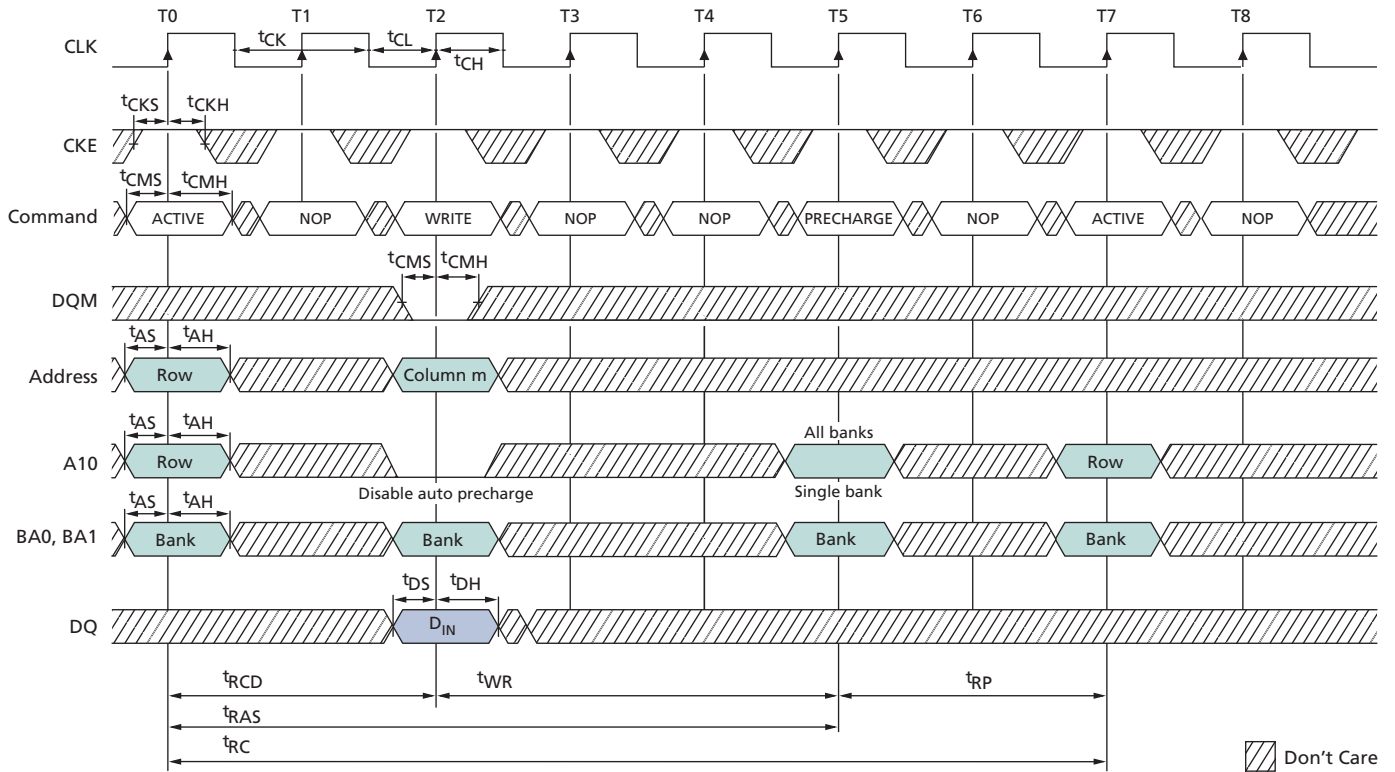 T0 T1 T2 T3 T4 T5 T6 T7 T8
CLK
tCK tCL
tCH
tCKS tCKH
CKE
tCMS tCMH
Command ACTIVE NOP WRITE NOP NOP PRECHARGE NOP ACTIVE NOP
tCMS tCMH
DQM
tAS tAH
Address Row Column m
tAS tAH All banks
A10 Row Row
Disable auto precharge Single bank
tAS tAH
BA0, BA1 Bank Bank Bank Bank
tDS tDH
DQ DIN
tRCD tWR tRP
tRAS
tRC
Don't Care